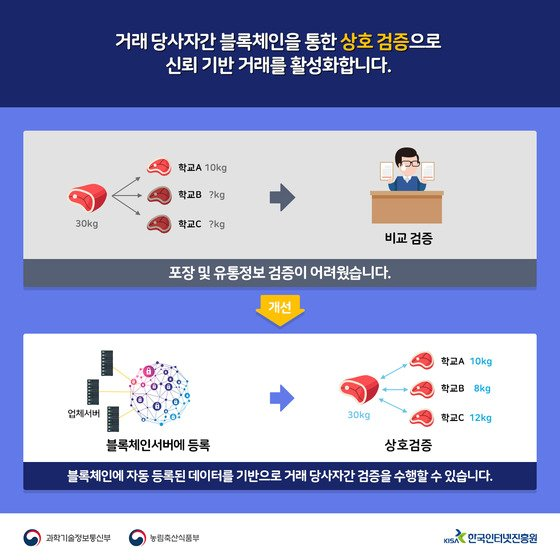 거래 당사자간 블록체인을 통한 상호 검증으로
신뢰 기반 거래를 활성화합니다.
학교A 10kg
학교B ?kg
학교C ?kg
30kg
비교 검증
포장 및 유통정보 검증이 어려웠습니다.
개선
업체서버
블록체인서버에 등록
학교A 10kg
학교B 8kg
학교C 12kg
30kg
상호검증
블록체인에 자동 등록된 데이터를 기반으로 거래 당사자간 검증을 수행할 수 있습니다.
과학기술정보통신부
농림축산식품부
KISA 한국인터넷진흥원